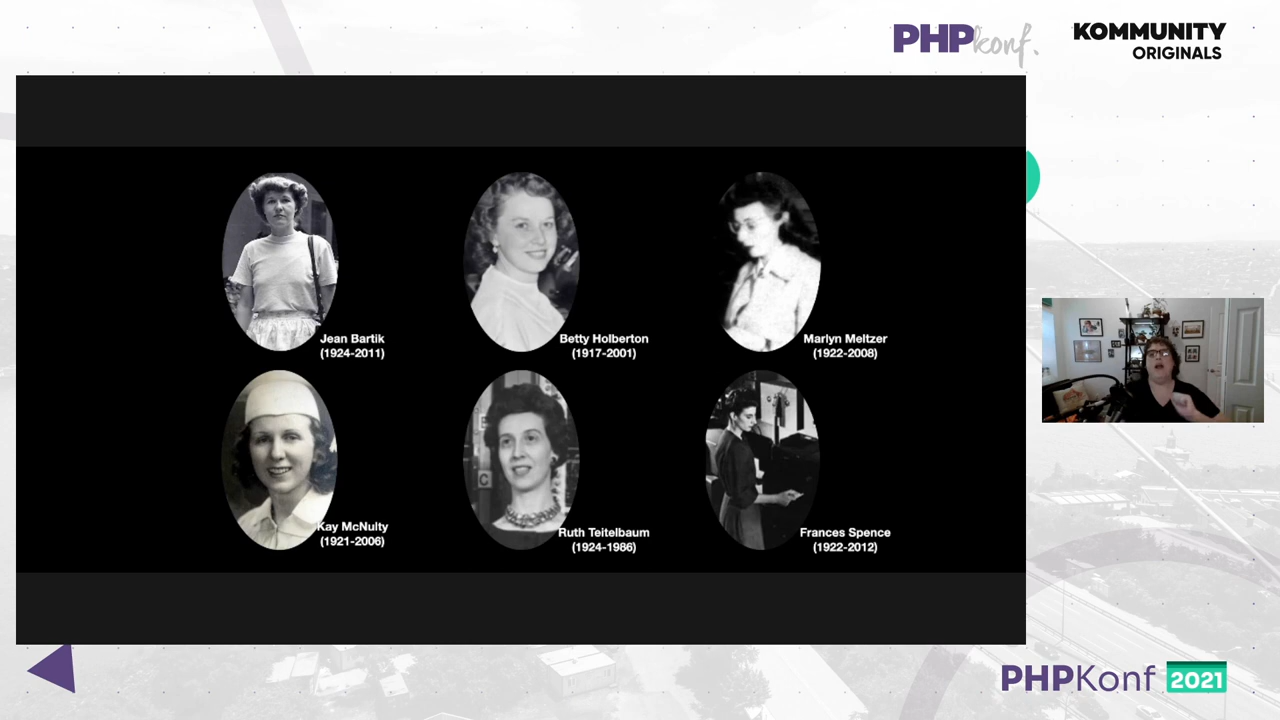 PHPkonf.
KOMMUNITY
ORIGINALS
Jean Bartik
(1924-2011)
Betty Holberton
(1917-2001)
Marlyn Meltzer
(1922-2008)
Kay McNulty
(1921-2006)
C
Ruth Teitelbaum
(1924-1986)
Frances Spence
(1922-2012)
PHPKonf 2021